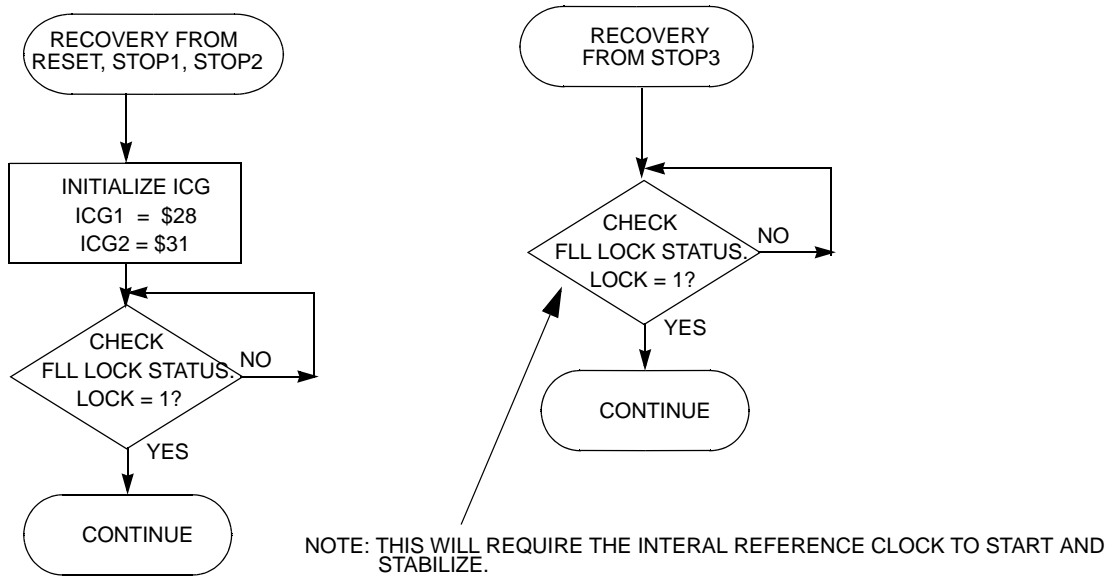 RECOVERY FROM
RESET, STOP1, STOP2
INITIALIZE ICG
ICG1 = $28
ICG2 = $31
CHECK
FLL LOCK STATUS.
LOCK = 1?
NO
YES
CONTINUE
RECOVERY
FROM STOP3
CHECK
FLL LOCK STATUS.
LOCK = 1?
NO
YES
CONTINUE
NOTE: THIS WILL REQUIRE THE INTERAL REFERENCE CLOCK TO START AND
STABILIZE.